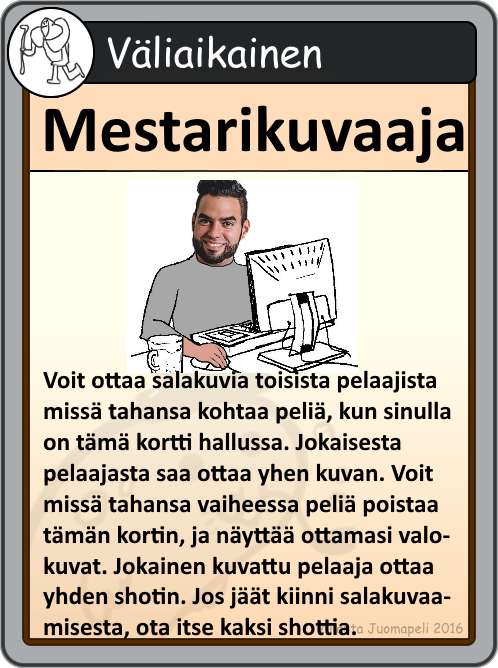 Väliaikainen
Mestarikuvaaja
Voit ottaa salakuvia toisista pelaajista
missä tahansa kohtaa peliä, kun sinulla
on tämä kortti hallussa. Jokaisesta
pelaajasta saa ottaa yhen kuvan. Voit
missä tahansa vaiheessa peliä poistaa
tämän kortin, ja näyttää ottamasi valo-
kuvat. Jokainen kuvattu pelaaja ottaa
yhden shotin. Jos jäät kiinni salakuvaa-
misesta, ota itse kaksi shottia.
Juomapeli 2016